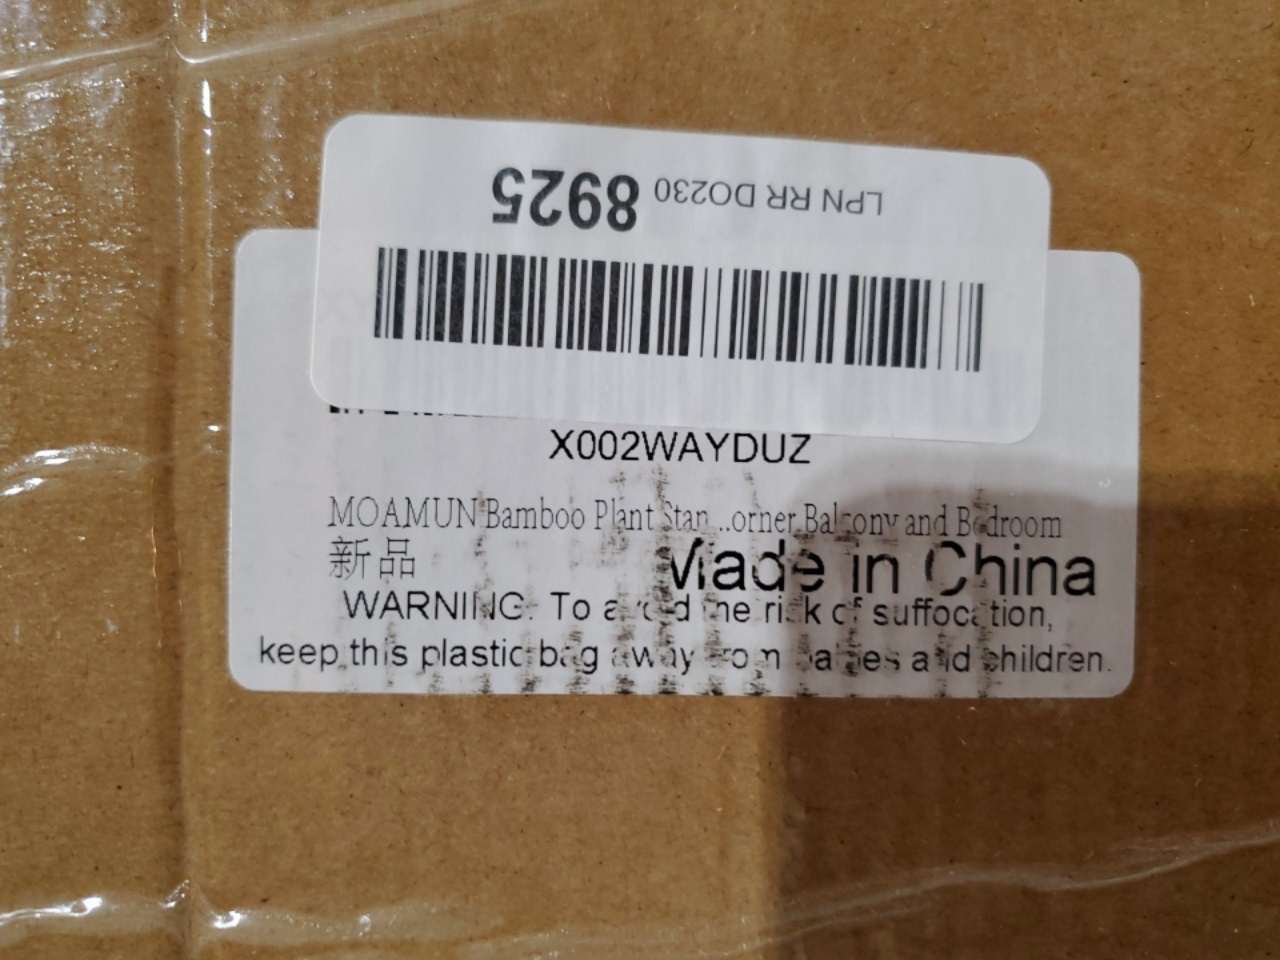 LPN RR DO230 8925
X002WAYDUZ
MOAMUN Bamboo Plant Stan...orner Balcony and Bedroom
新品
Made in China
WARNING: To avoid the risk of suffocation,
keep this plastic bag away from babies and children.